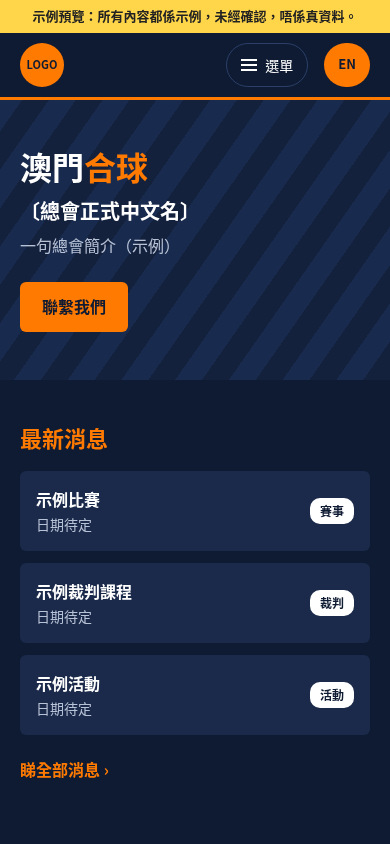 示例預覽：所有內容都係示例，未經確認，唔係真資料。
LOGO
選單
EN
澳門合球
〔總會正式中文名〕
一句總會簡介（示例）
聯繫我們
最新消息
示例比賽
日期待定
賽事
示例裁判課程
日期待定
裁判
示例活動
日期待定
活動
睇全部消息 ›